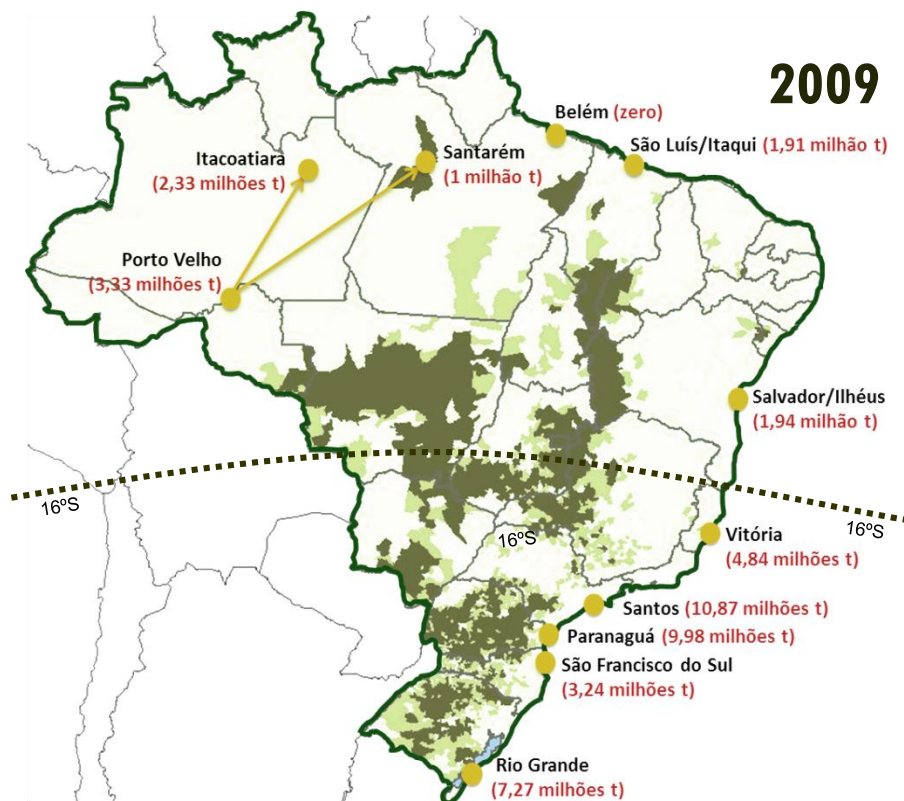 2009
Belém (zero)
São Luís/Itaqui (1,91 milhão t)
Itacoatiara
(2,33 milhões t)
Santarém
(1 milhão t)
Porto Velho
(3,33 milhões t)
Salvador/Ilhéus
(1,94 milhão t)
16ºS
16ºS
16ºS
Vitória
(4,84 milhões t)
Santos (10,87 milhões t)
Paranaguá (9,98 milhões t)
São Francisco do Sul
(3,24 milhões t)
Rio Grande
(7,27 milhões t)